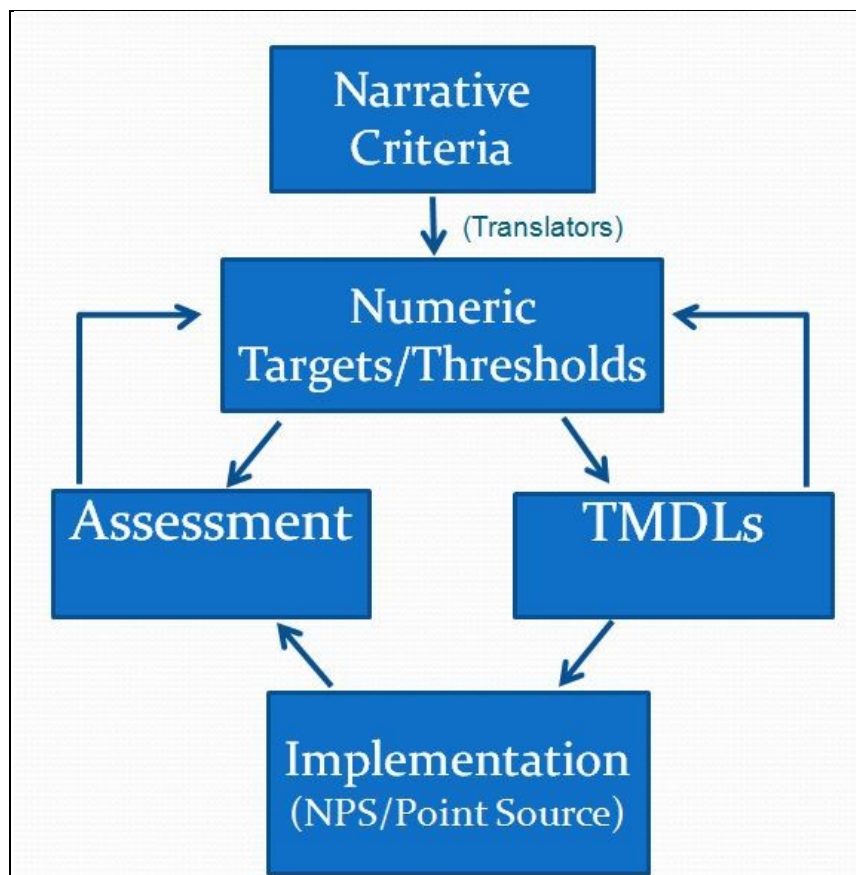 Narrative
Criteria
(Translators)
Numeric
Targets/Thresholds
Assessment
TMDLs
Implementation
(NPS/Point Source)